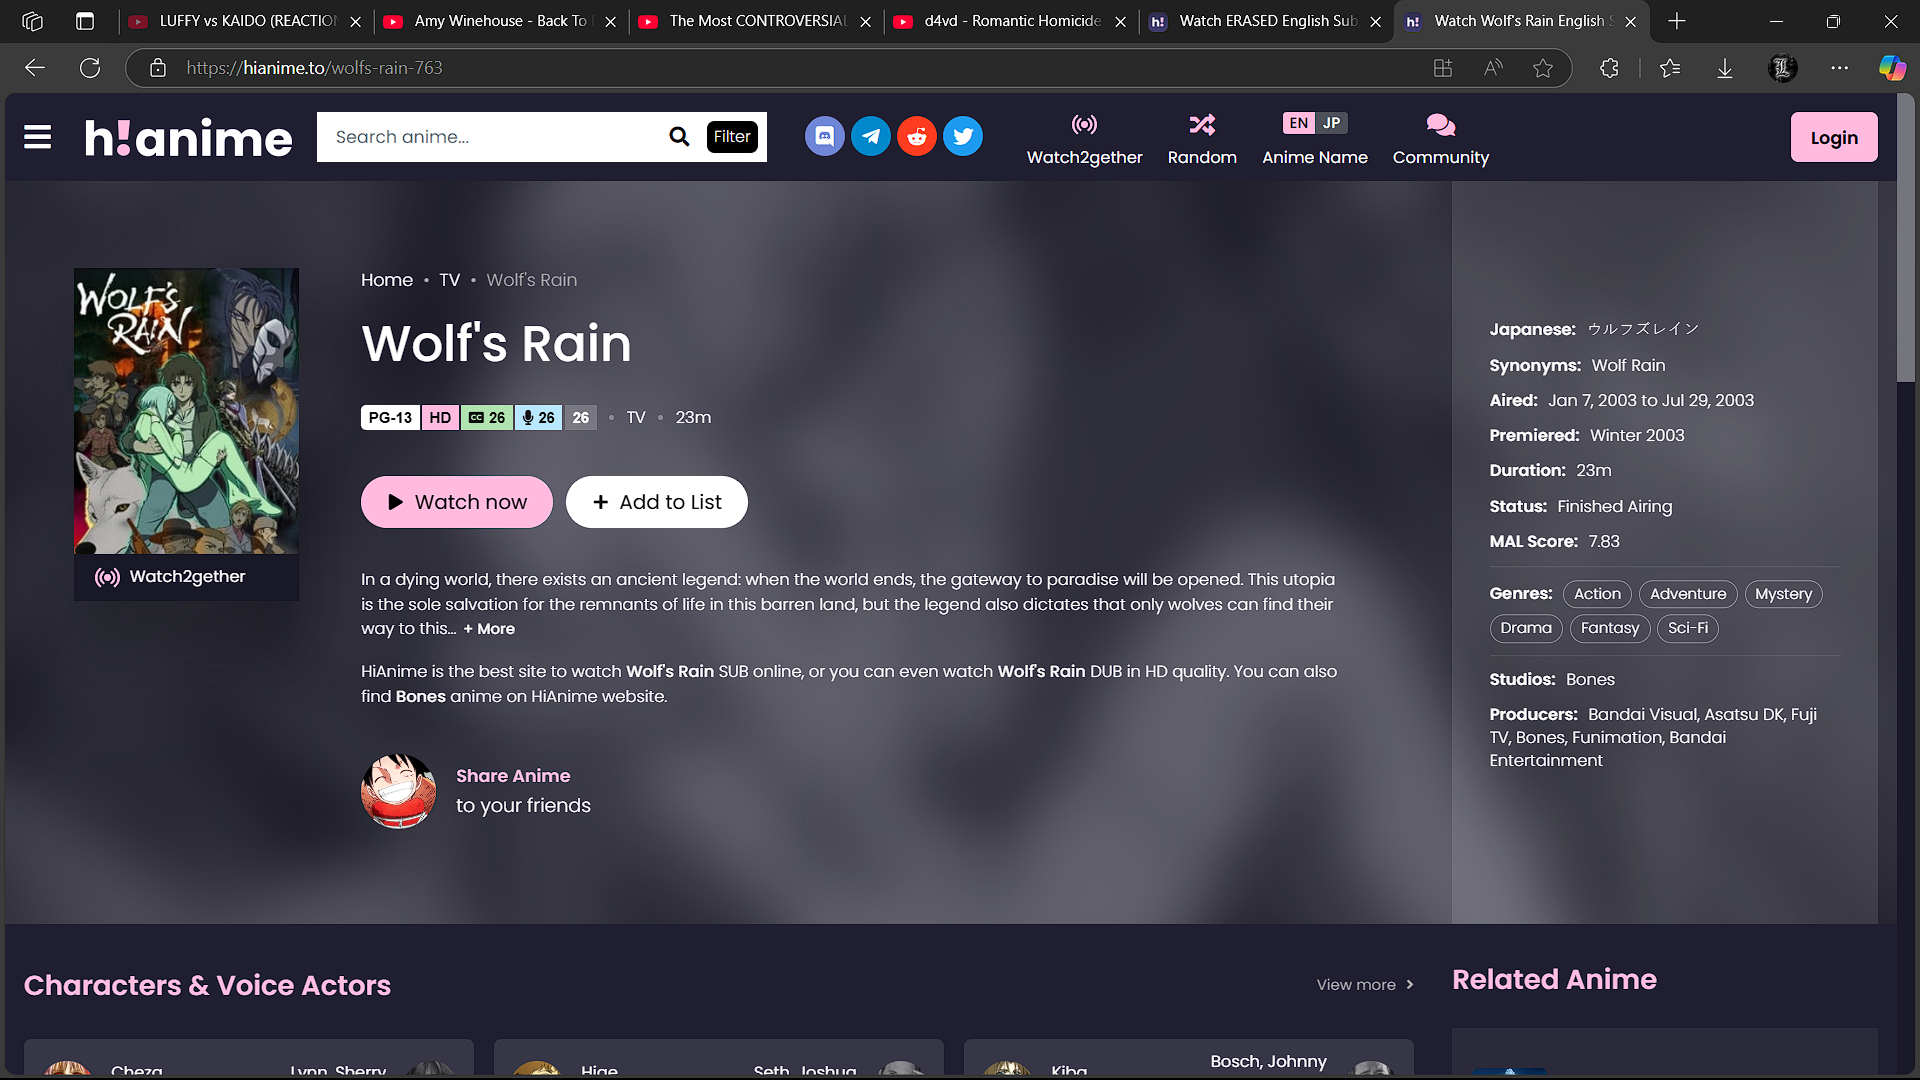 LUFFY vs KAIDO (REACTION
Amy Winehouse - Back To
The Most CONTROVERSIAL
d4vd - Romantic Homicide
Watch ERASED English Sub
Watch Wolf's Rain English S
https://hianime.to/wolfs-rain-763
h!anime
Search anime...
Filter
Watch2gether
Random
EN JP
Anime Name
Community
Login
WOLF'S
RAIN
Watch2gether
Home • TV • Wolf's Rain
Wolf's Rain
PG-13 HD CC 26 26 26 • TV • 23m
Watch now
+ Add to List
In a dying world, there exists an ancient legend: when the world ends, the gateway to paradise will be opened. This utopia
is the sole salvation for the remnants of life in this barren land, but the legend also dictates that only wolves can find their
way to this... + More
HiAnime is the best site to watch Wolf's Rain SUB online, or you can even watch Wolf's Rain DUB in HD quality. You can also
find Bones anime on HiAnime website.
Share Anime
to your friends
Japanese: ウルフズレイン
Synonyms: Wolf Rain
Aired: Jan 7, 2003 to Jul 29, 2003
Premiered: Winter 2003
Duration: 23m
Status: Finished Airing
MAL Score: 7.83
Genres: Action Adventure Mystery
Drama Fantasy Sci-Fi
Studios: Bones
Producers: Bandai Visual, Asatsu DK, Fuji
TV, Bones, Funimation, Bandai
Entertainment
Characters & Voice Actors
View more
Related Anime
Cheza
Lynn, Sherry
Hige
Seth, Joshua
Kiba
Bosch, Johnny